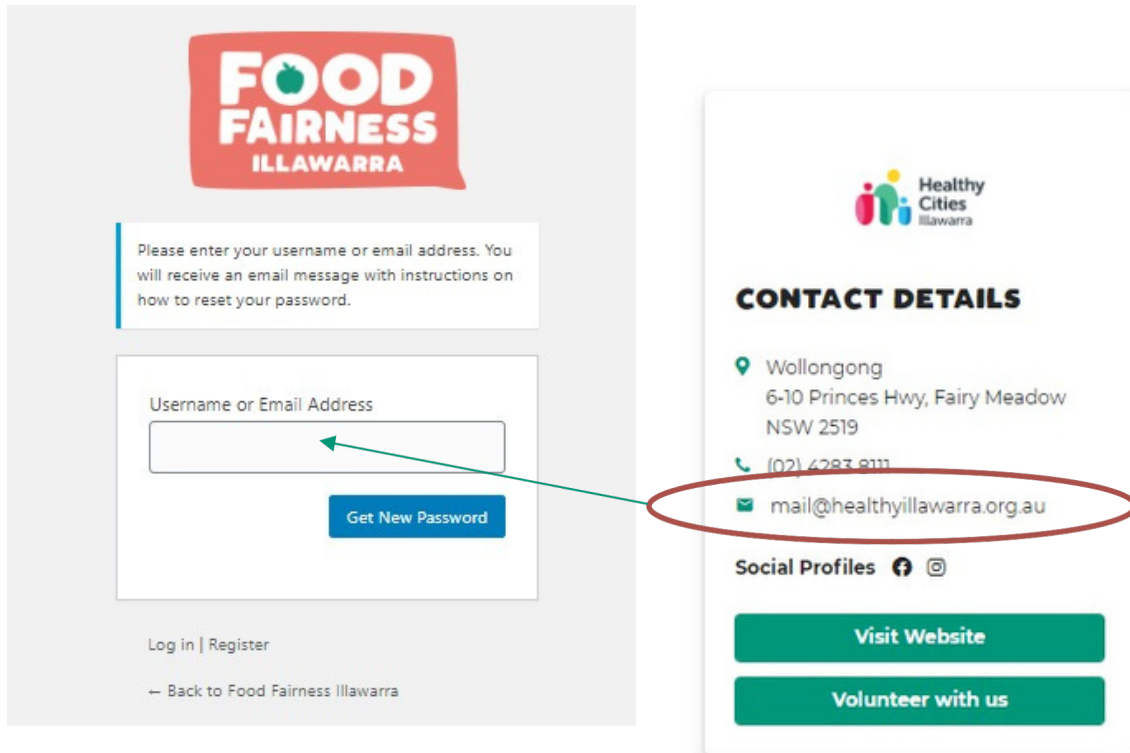 FOOD
FAIRNESS
ILLAWARRA
Please enter your username or email address. You
will receive an email message with instructions on
how to reset your password.
Username or Email Address
Get New Password
Log in | Register
← Back to Food Fairness Illawarra
Healthy
Cities
Illawarra
CONTACT DETAILS
Wollongong
6-10 Princes Hwy, Fairy Meadow
NSW 2519
(02) 4283 8111
mail@healthyillawarra.org.au
Social Profiles
Visit Website
Volunteer with us